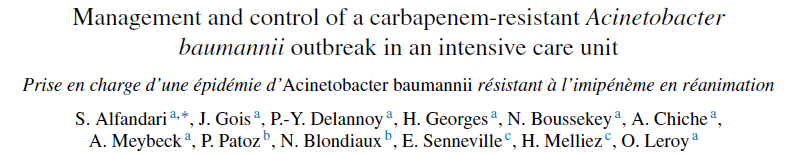 Management and control of a carbapenem-resistant Acinetobacter
baumannii outbreak in an intensive care unit
Prise en charge d’une épidémie d’Acinetobacter baumannii résistant à l’imipénème en réanimation
S. Alfandari a,*, J. Gois a, P.-Y. Delannoy a, H. Georges a, N. Boussekey a, A. Chiche a,
A. Meybeck a, P. Patoz b, N. Blondiaux b, E. Senneville c, H. Melliez c, O. Leroy a